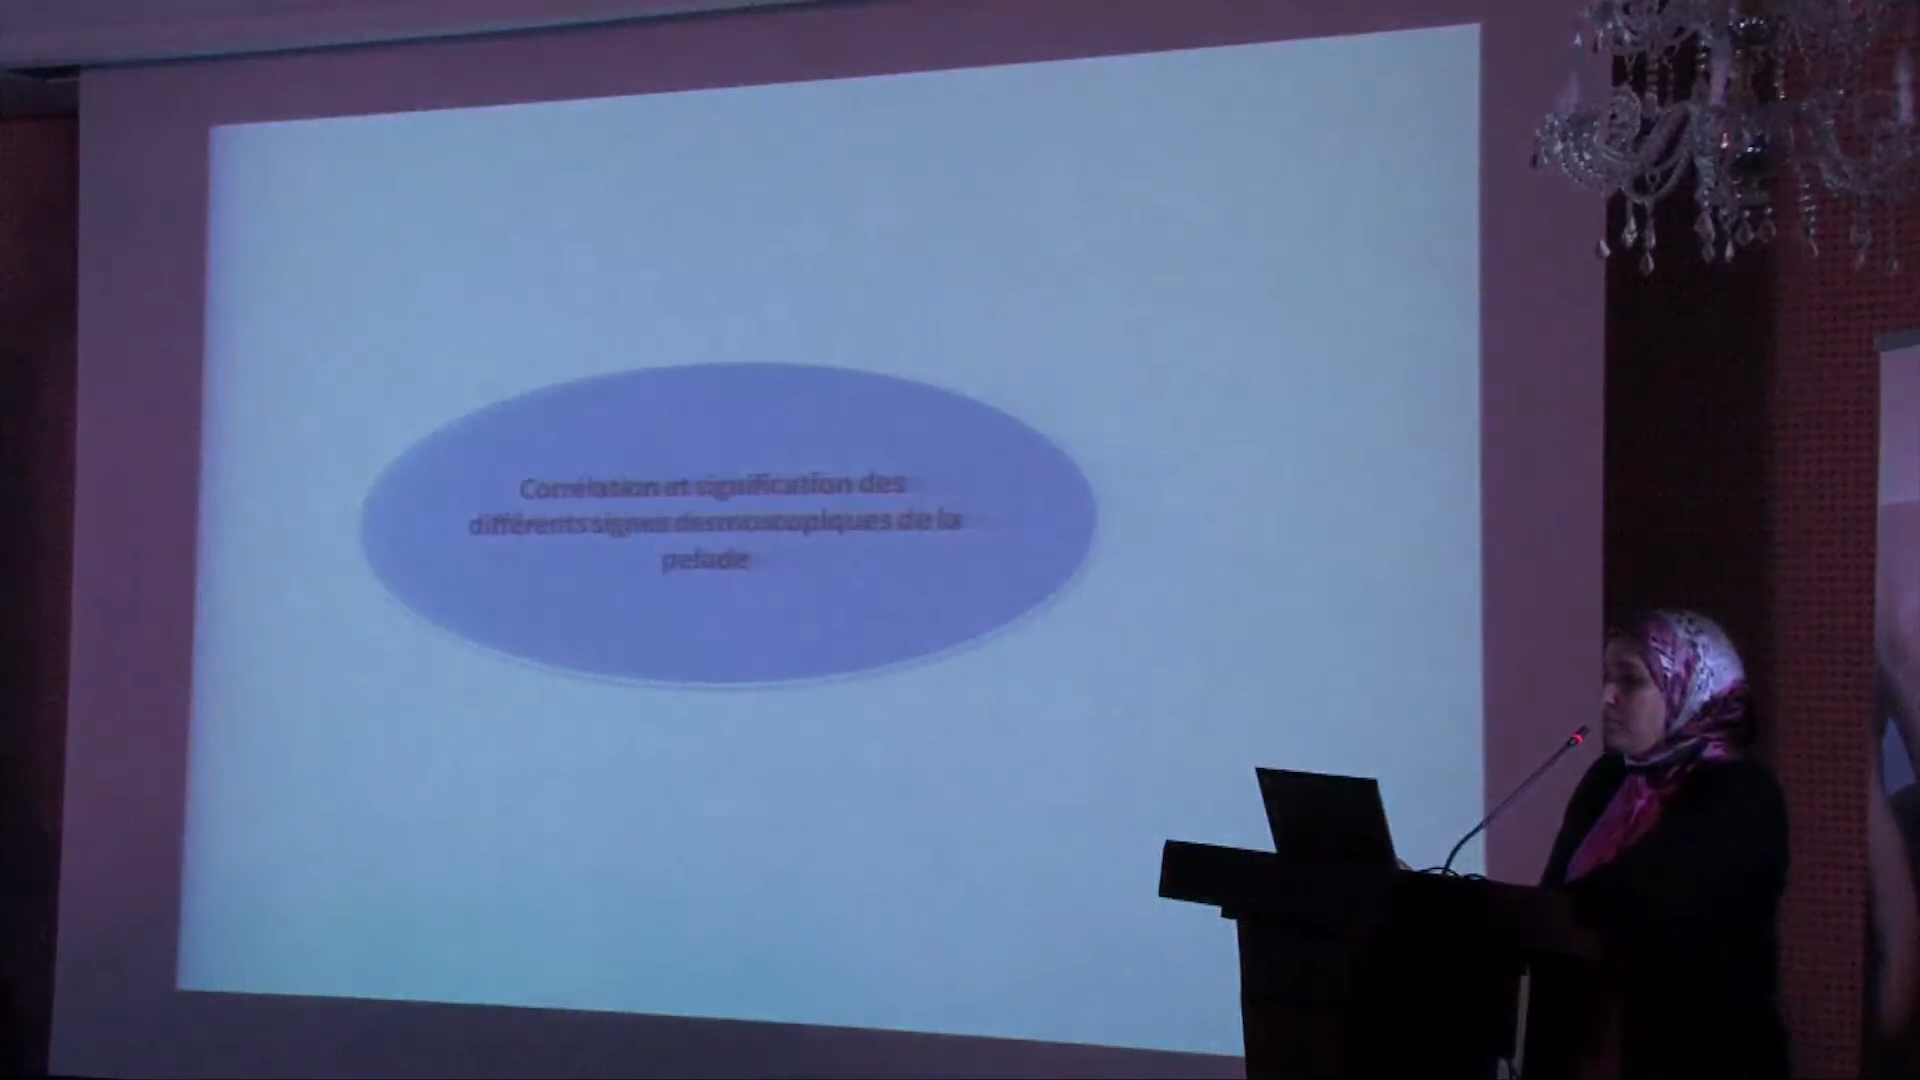 Corrélation et signification des
différents signes dermoscopiques de la
pelade